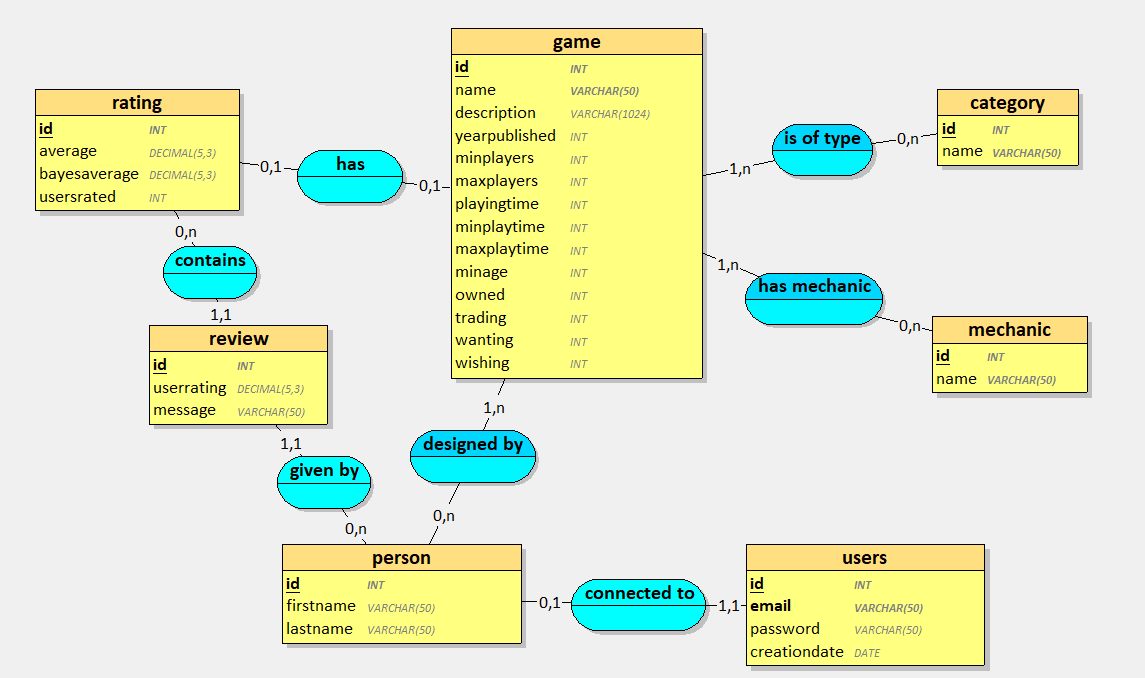 game
id INT
name VARCHAR(50)
description VARCHAR(1024)
yearpublished INT
minplayers INT
maxplayers INT
playingtime INT
minplaytime INT
maxplaytime INT
minage INT
owned INT
trading INT
wanting INT
wishing INT
rating
id INT
average DECIMAL(5,3)
bayesaverage DECIMAL(5,3)
usersrated INT
0,1
has
0,1
category
id INT
name VARCHAR(50)
1,n
is of type
0,n
0,n
contains
1,1
1,n
has mechanic
0,n
mechanic
id INT
name VARCHAR(50)
review
id INT
userrating DECIMAL(5,3)
message VARCHAR(50)
1,1
given by
0,n
1,n
designed by
0,n
person
id INT
firstname VARCHAR(50)
lastname VARCHAR(50)
0,1
connected to
1,1
users
id INT
email VARCHAR(50)
password VARCHAR(50)
creationdate DATE